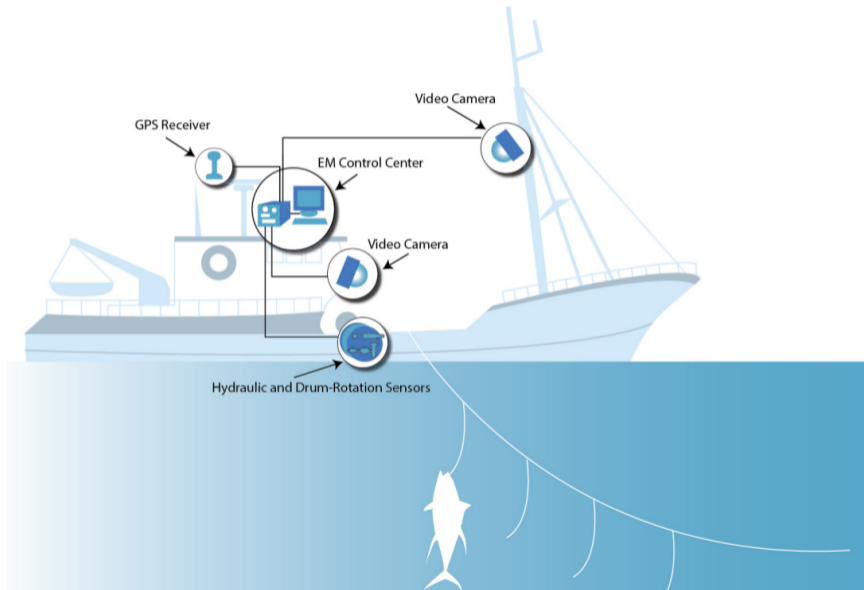 Video Camera
GPS Receiver
EM Control Center
Video Camera
Hydraulic and Drum-Rotation Sensors